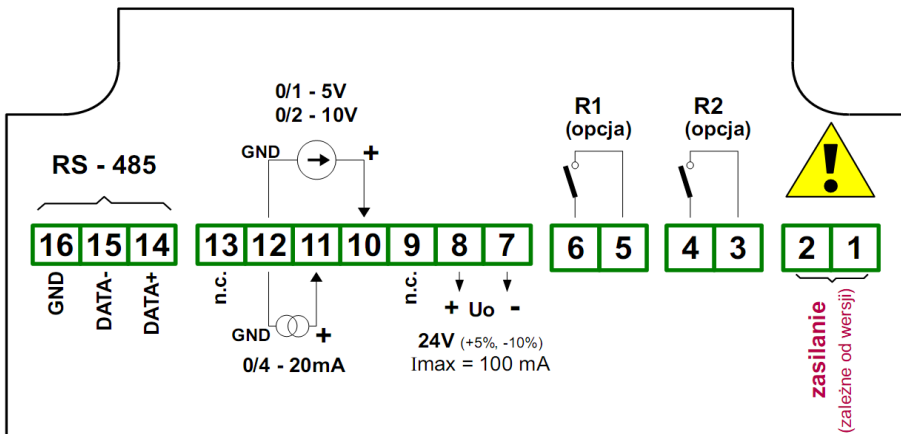 0/1 - 5V
0/2 - 10V
GND
+
RS - 485
R1
(opcja)
R2
(opcja)
!
16 15 14
13 12 11 10 9 8 7
6 5
4 3
2 1
GND
DATA-
DATA+
n.c.
GND
+
0/4 - 20mA
n.c.
+ Uo -
24V (+5%, -10%)
Imax = 100 mA
zasilanie
(zależne od wersji)